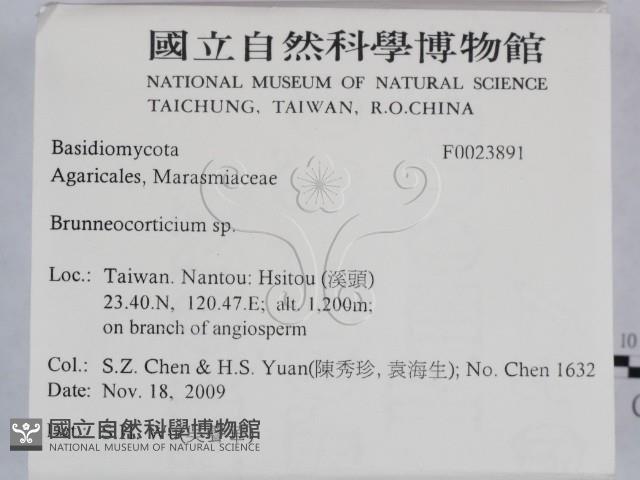 國立自然科學博物館
NATIONAL MUSEUM OF NATURAL SCIENCE
TAICHUNG, TAIWAN, R.O.CHINA
Basidiomycota F0023891
Agaricales, Marasmiaceae
Brunneocorticium sp.
Loc.: Taiwan. Nantou: Hsitou (溪頭)
23.40.N, 120.47.E; alt. 1,200m;
on branch of angiosperm
Col.: S.Z. Chen & H.S. Yuan(陳秀珍, 袁海生); No. Chen 1632
Date: Nov. 18, 2009
國立自然科學博物館
NATIONAL MUSEUM OF NATURAL SCIENCE
10